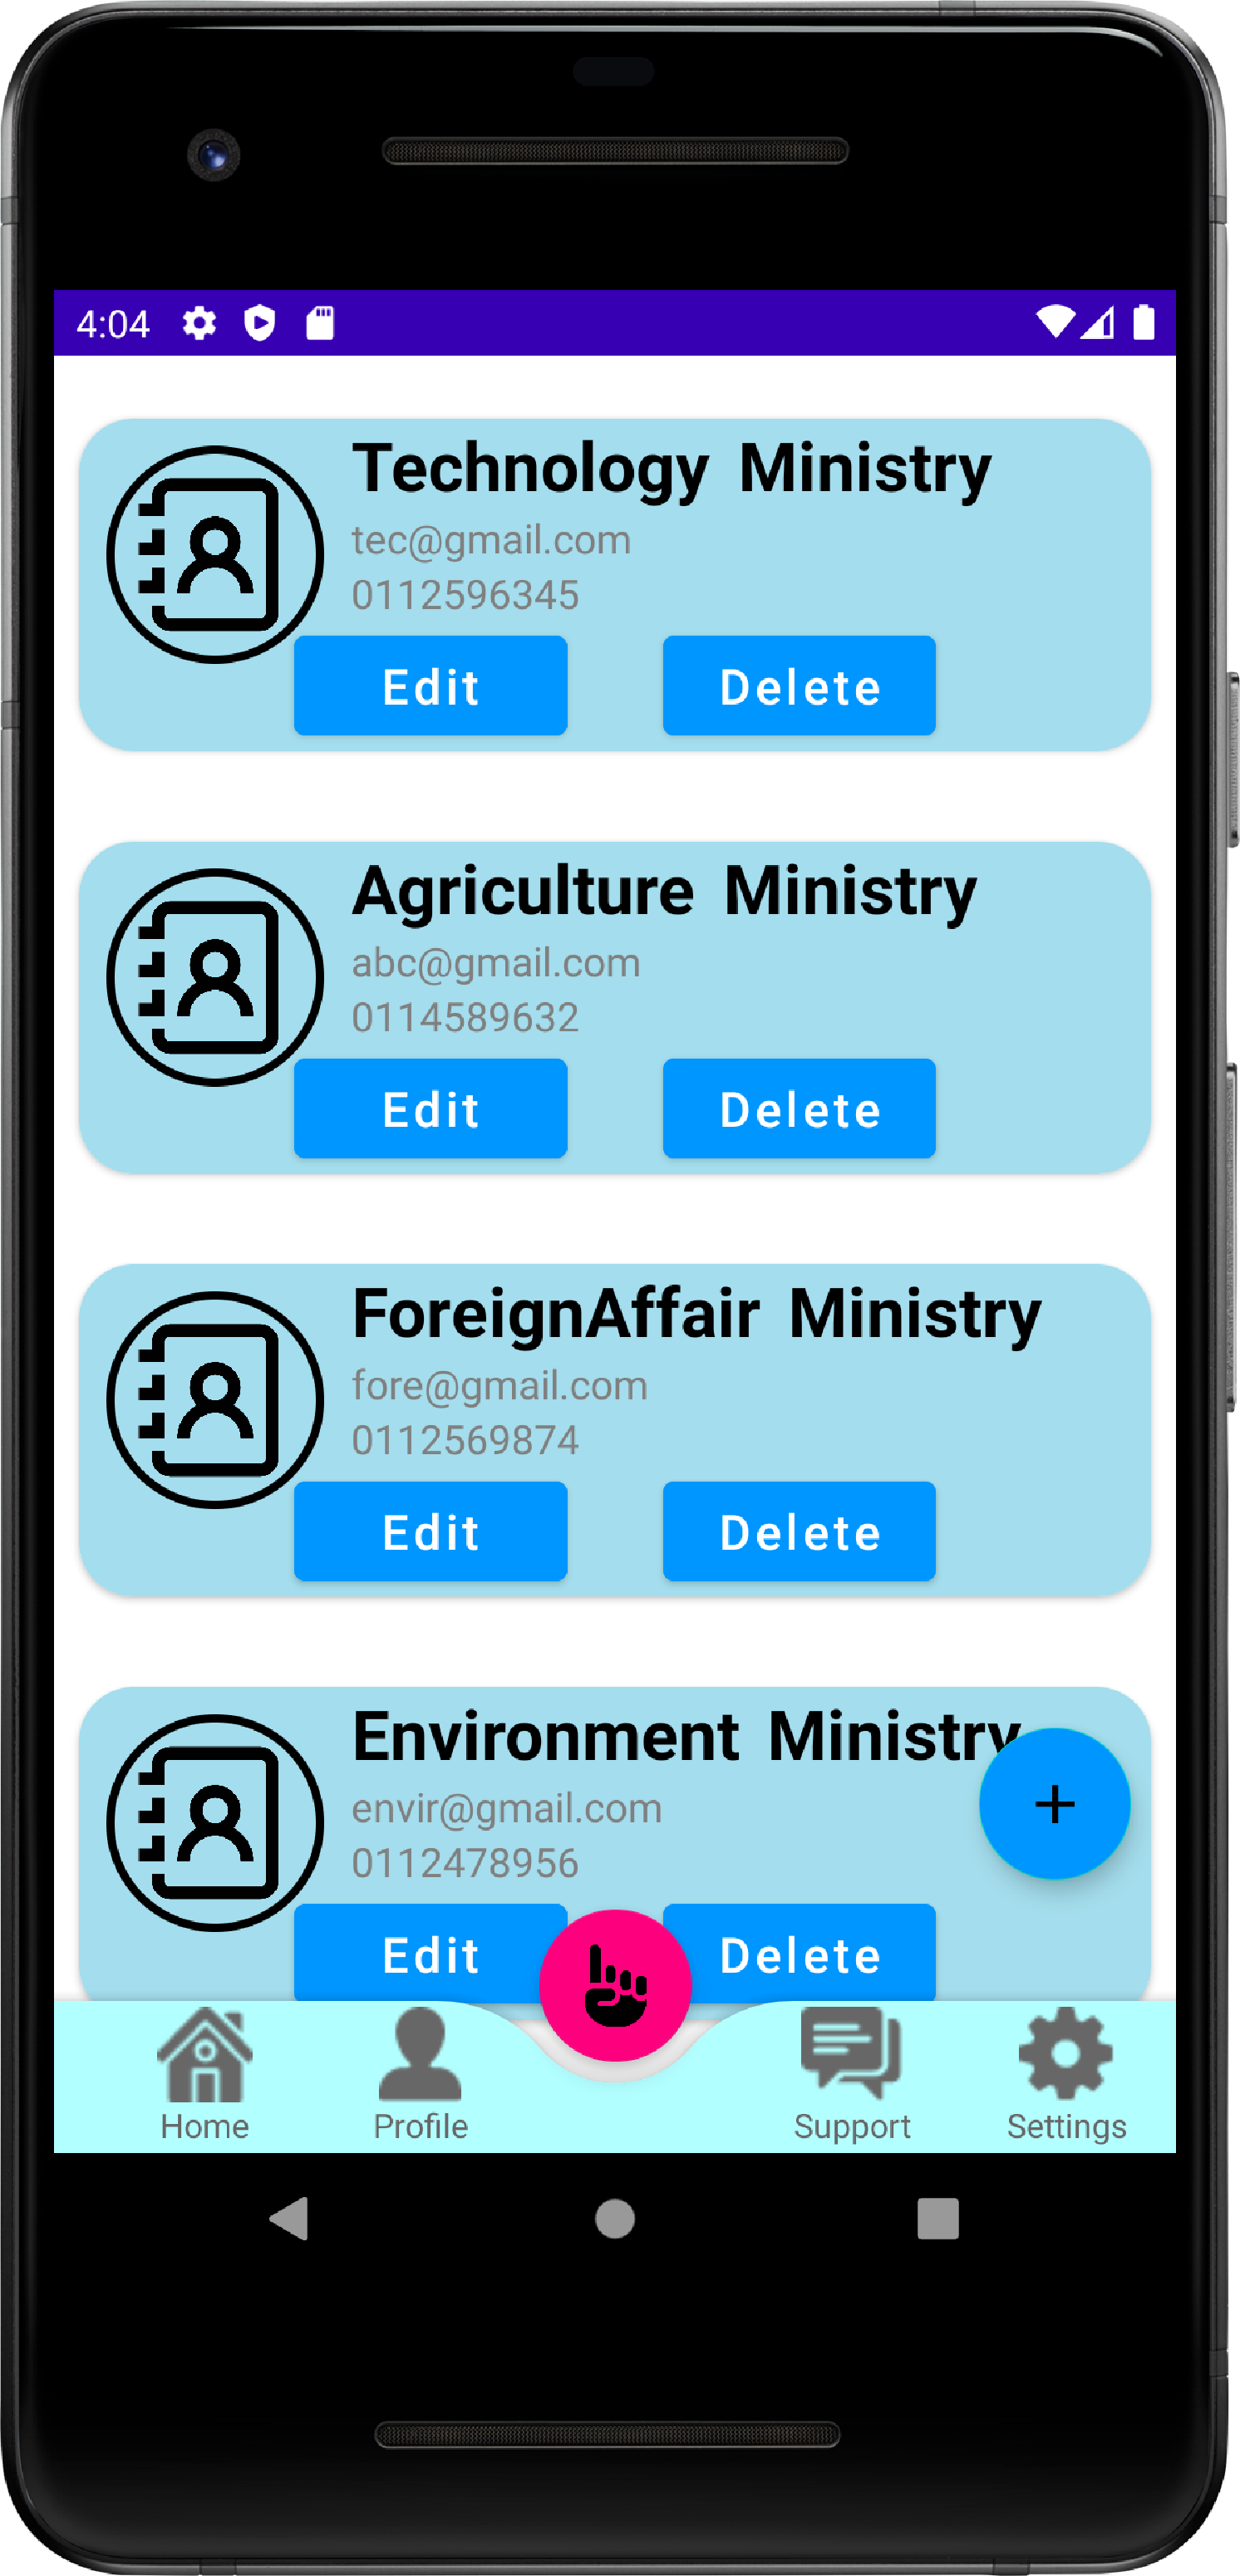 4:04
Technology Ministry
tec@gmail.com
0112596345
Edit Delete
Agriculture Ministry
abc@gmail.com
0114589632
Edit Delete
ForeignAffair Ministry
fore@gmail.com
0112569874
Edit Delete
Environment Ministry
envir@gmail.com
0112478956
Edit Delete
Home Profile Support Settings